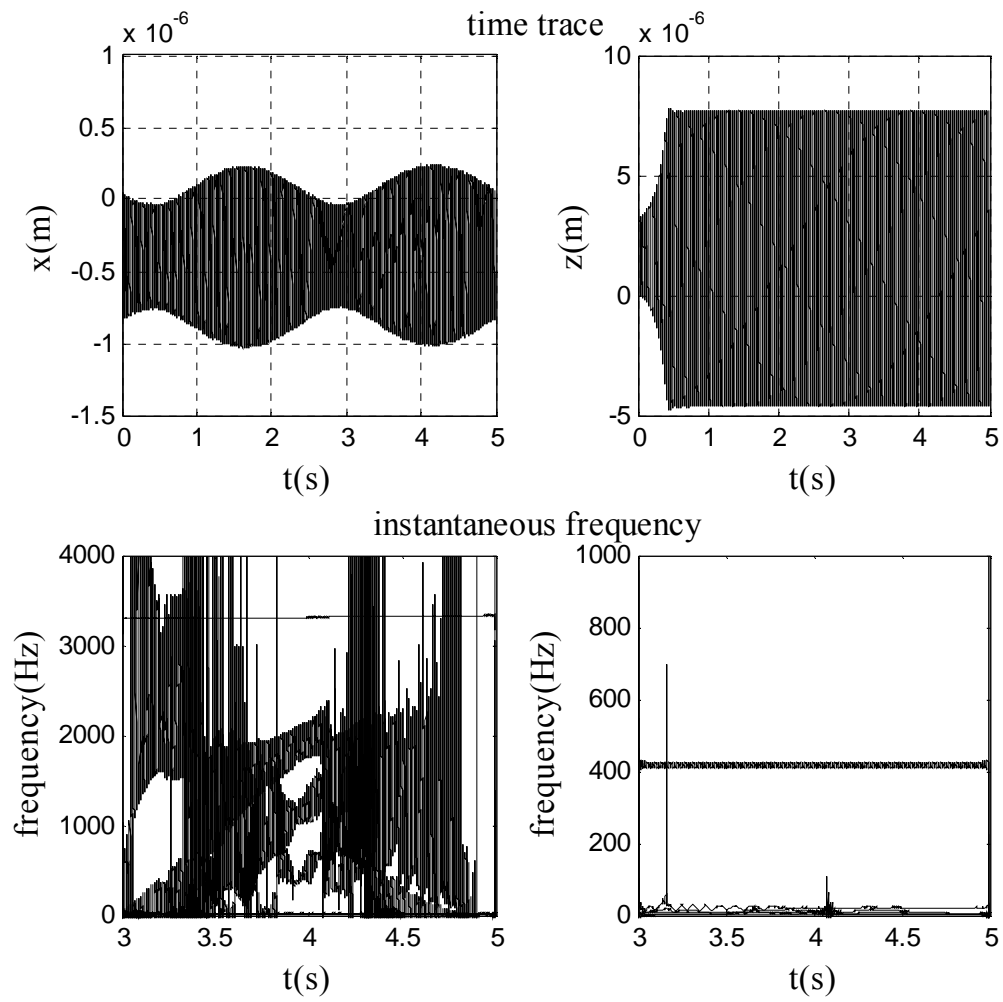 time trace
x 10^-6
x 10^-6
1
0.5
0
-0.5
-1
-1.5
x(m)
0 1 2 3 4 5
t(s)
10
5
0
-5
z(m)
0 1 2 3 4 5
t(s)
instantaneous frequency
4000
3000
2000
1000
0
frequency(Hz)
3 3.5 4 4.5 5
t(s)
1000
800
600
400
200
0
frequency(Hz)
3 3.5 4 4.5 5
t(s)